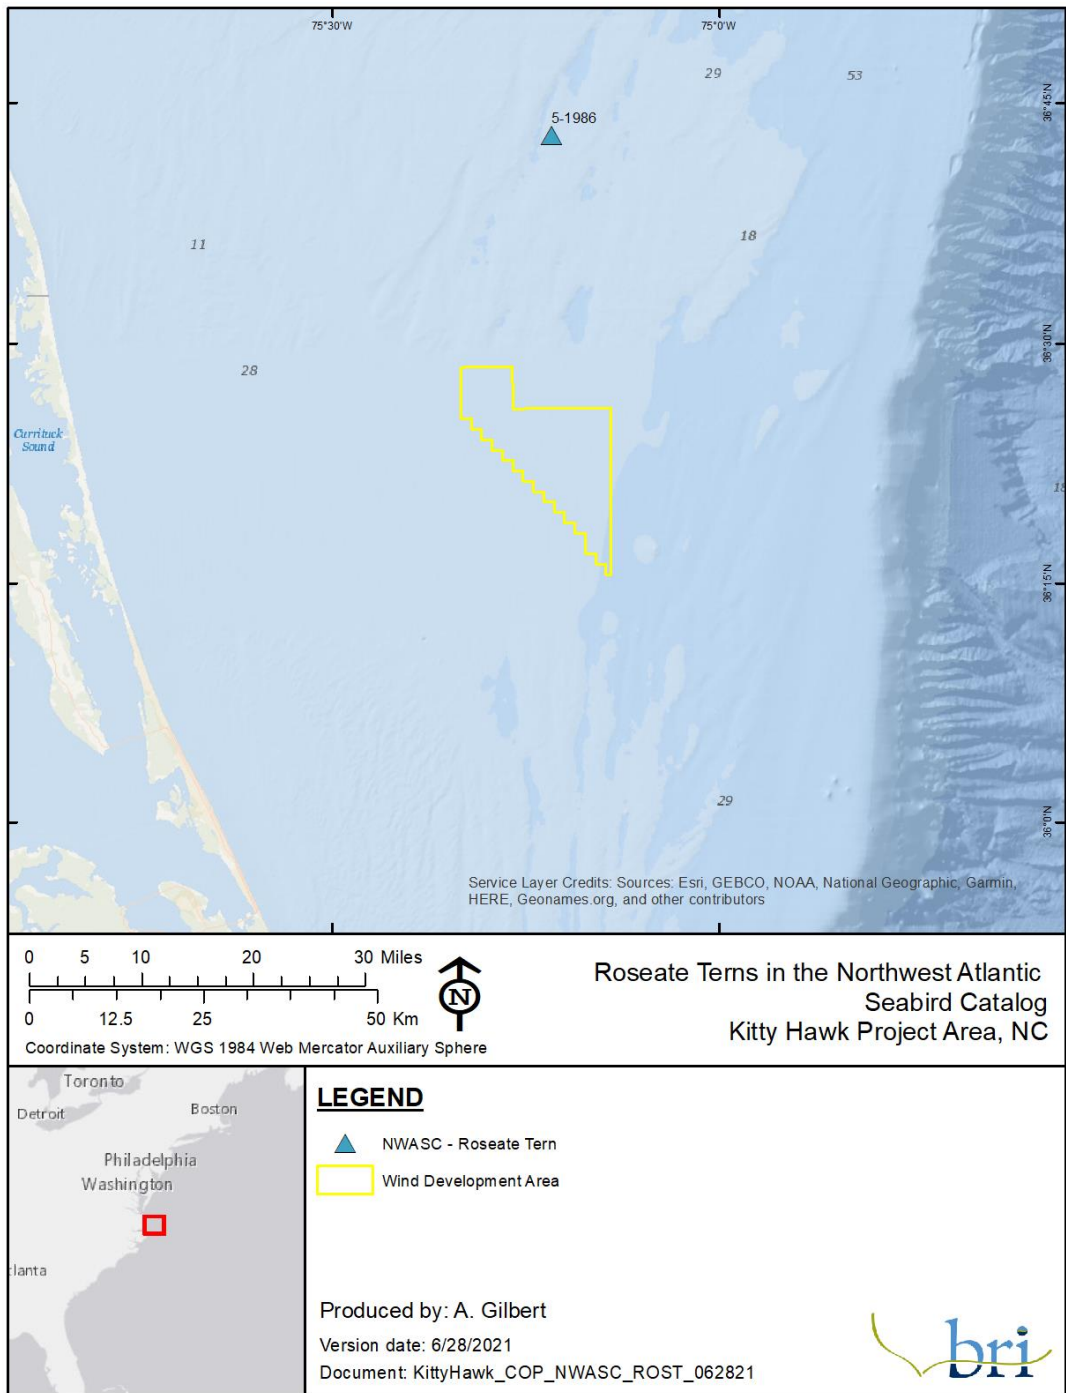 75°30'W
75°0'W
29
53
36°45'N
5-1986
11
18
36°30'N
28
Currituck
Sound
18
36°15'N
29
36°0'N
Service Layer Credits: Sources: Esri, GEBCO, NOAA, National Geographic, Garmin,
HERE, Geonames.org, and other contributors
0 5 10 20 30 Miles
0 12.5 25 50 Km
N
Coordinate System: WGS 1984 Web Mercator Auxiliary Sphere
Roseate Terns in the Northwest Atlantic
Seabird Catalog
Kitty Hawk Project Area, NC
Toronto
Detroit
Boston
Philadelphia
Washington
lanta
LEGEND
NWASC - Roseate Tern
Wind Development Area
Produced by: A. Gilbert
Version date: 6/28/2021
Document: KittyHawk_COP_NWASC_ROST_062821
bri